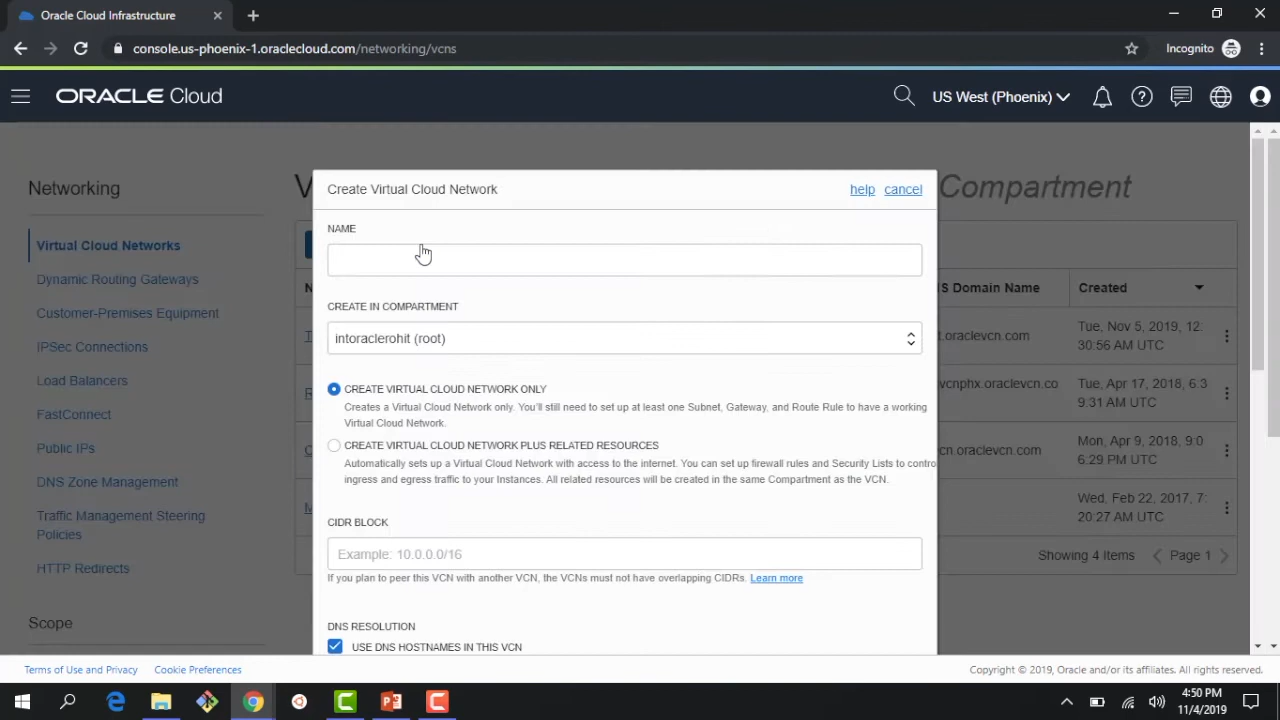 Oracle Cloud Infrastructure
console.us-phoenix-1.oraclecloud.com/networking/vcns
Incognito
ORACLE Cloud
US West (Phoenix)
Networking
Virtual Cloud Networks
Dynamic Routing Gateways
Customer-Premises Equipment
IPSec Connections
Load Balancers
FastConnect
Public IPs
DNS Zone Management
Traffic Management Steering
Policies
HTTP Redirects
Scope
Compartment
Create Virtual Cloud Network
help
cancel
NAME
CREATE IN COMPARTMENT
intoraclerohit (root)
CREATE VIRTUAL CLOUD NETWORK ONLY
Creates a Virtual Cloud Network only. You'll still need to set up at least one Subnet, Gateway, and Route Rule to have a working
Virtual Cloud Network.
CREATE VIRTUAL CLOUD NETWORK PLUS RELATED RESOURCES
Automatically sets up a Virtual Cloud Network with access to the internet. You can set up firewall rules and Security Lists to contro
ingress and egress traffic to your Instances. All related resources will be created in the same Compartment as the VCN.
CIDR BLOCK
Example: 10.0.0.0/16
If you plan to peer this VCN with another VCN, the VCNs must not have overlapping CIDRs. Learn more
DNS RESOLUTION
USE DNS HOSTNAMES IN THIS VCN
S Domain Name
Created
t.oraclevcn.com
Tue, Nov 5, 2019, 12:
30:56 AM UTC
vcnphx.oraclevcn.co
Tue, Apr 17, 2018, 6:3
9:31 AM UTC
vcn.oraclevcn.com
Mon, Apr 9, 2018, 9:0
6:29 PM UTC
Wed, Feb 22, 2017, 7:
20:27 AM UTC
Showing 4 Items
Page 1
Terms of Use and Privacy
Cookie Preferences
Copyright © 2019, Oracle and/or its affiliates. All rights reserved.
4:50 PM
11/4/2019